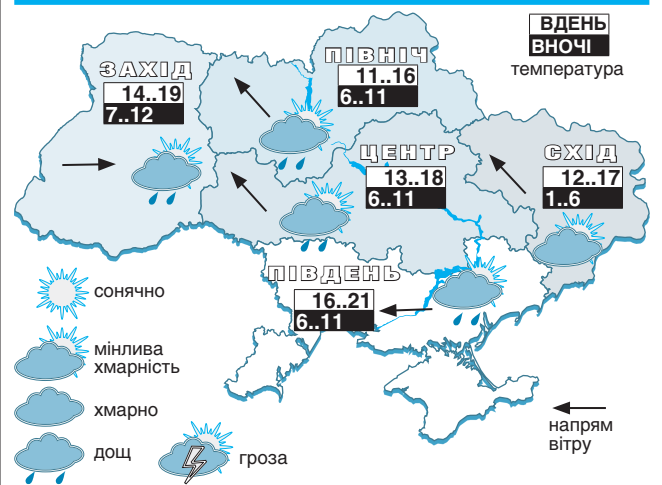 ВДЕНЬ
ВНОЧІ
температура
ЗАХІД
14..19
7..12
ПІВНІЧ
11..16
6..11
ЦЕНТР
13..18
6..11
СХІД
12..17
1..6
ПІВДЕНЬ
16..21
6..11
сонячно
мінлива
хмарність
хмарно
дощ
гроза
напрям
вітру